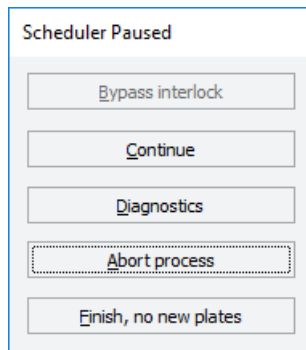 Scheduler Paused
Bypass interlock
Continue
Diagnostics
Abort process
Finish, no new plates